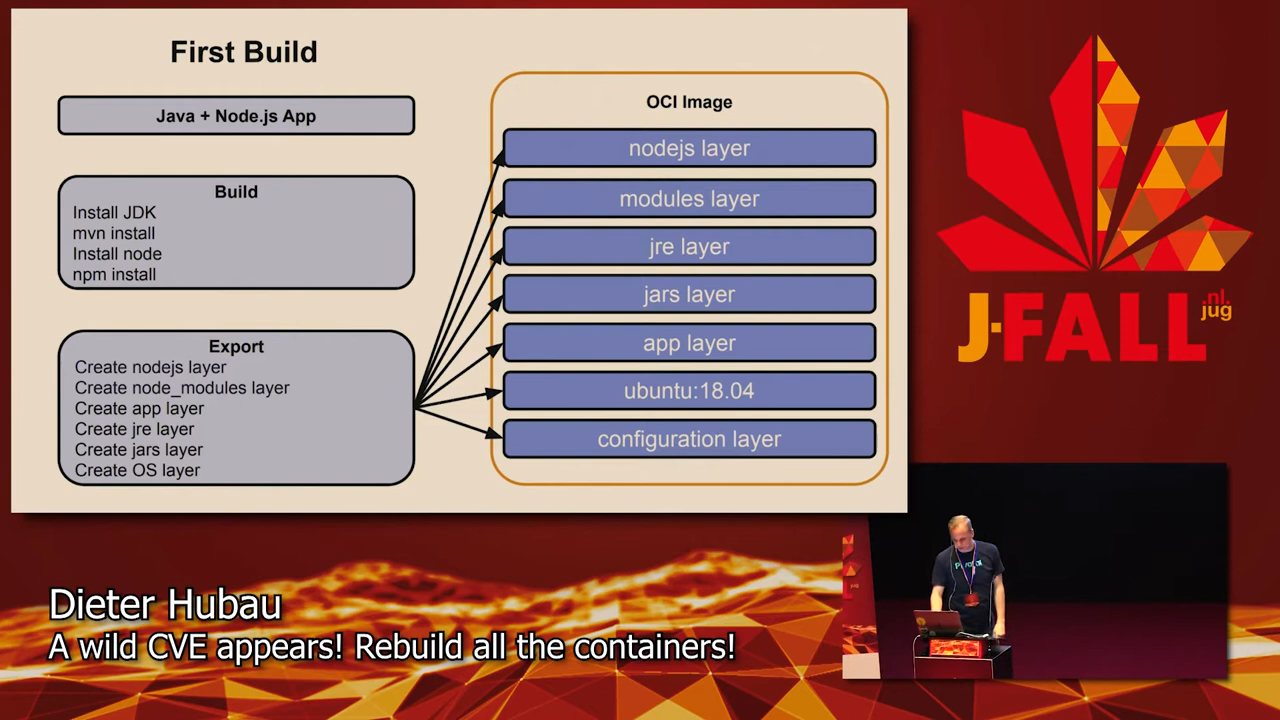 First Build
Java + Node.js App
Build
Install JDK
mvn install
Install node
npm install
Export
Create nodejs layer
Create node_modules layer
Create app layer
Create jre layer
Create jars layer
Create OS layer
OCI Image
nodejs layer
modules layer
jre layer
jars layer
app layer
ubuntu:18.04
configuration layer
J-FALL
.nl.
jug
Dieter Hubau
A wild CVE appears! Rebuild all the containers!